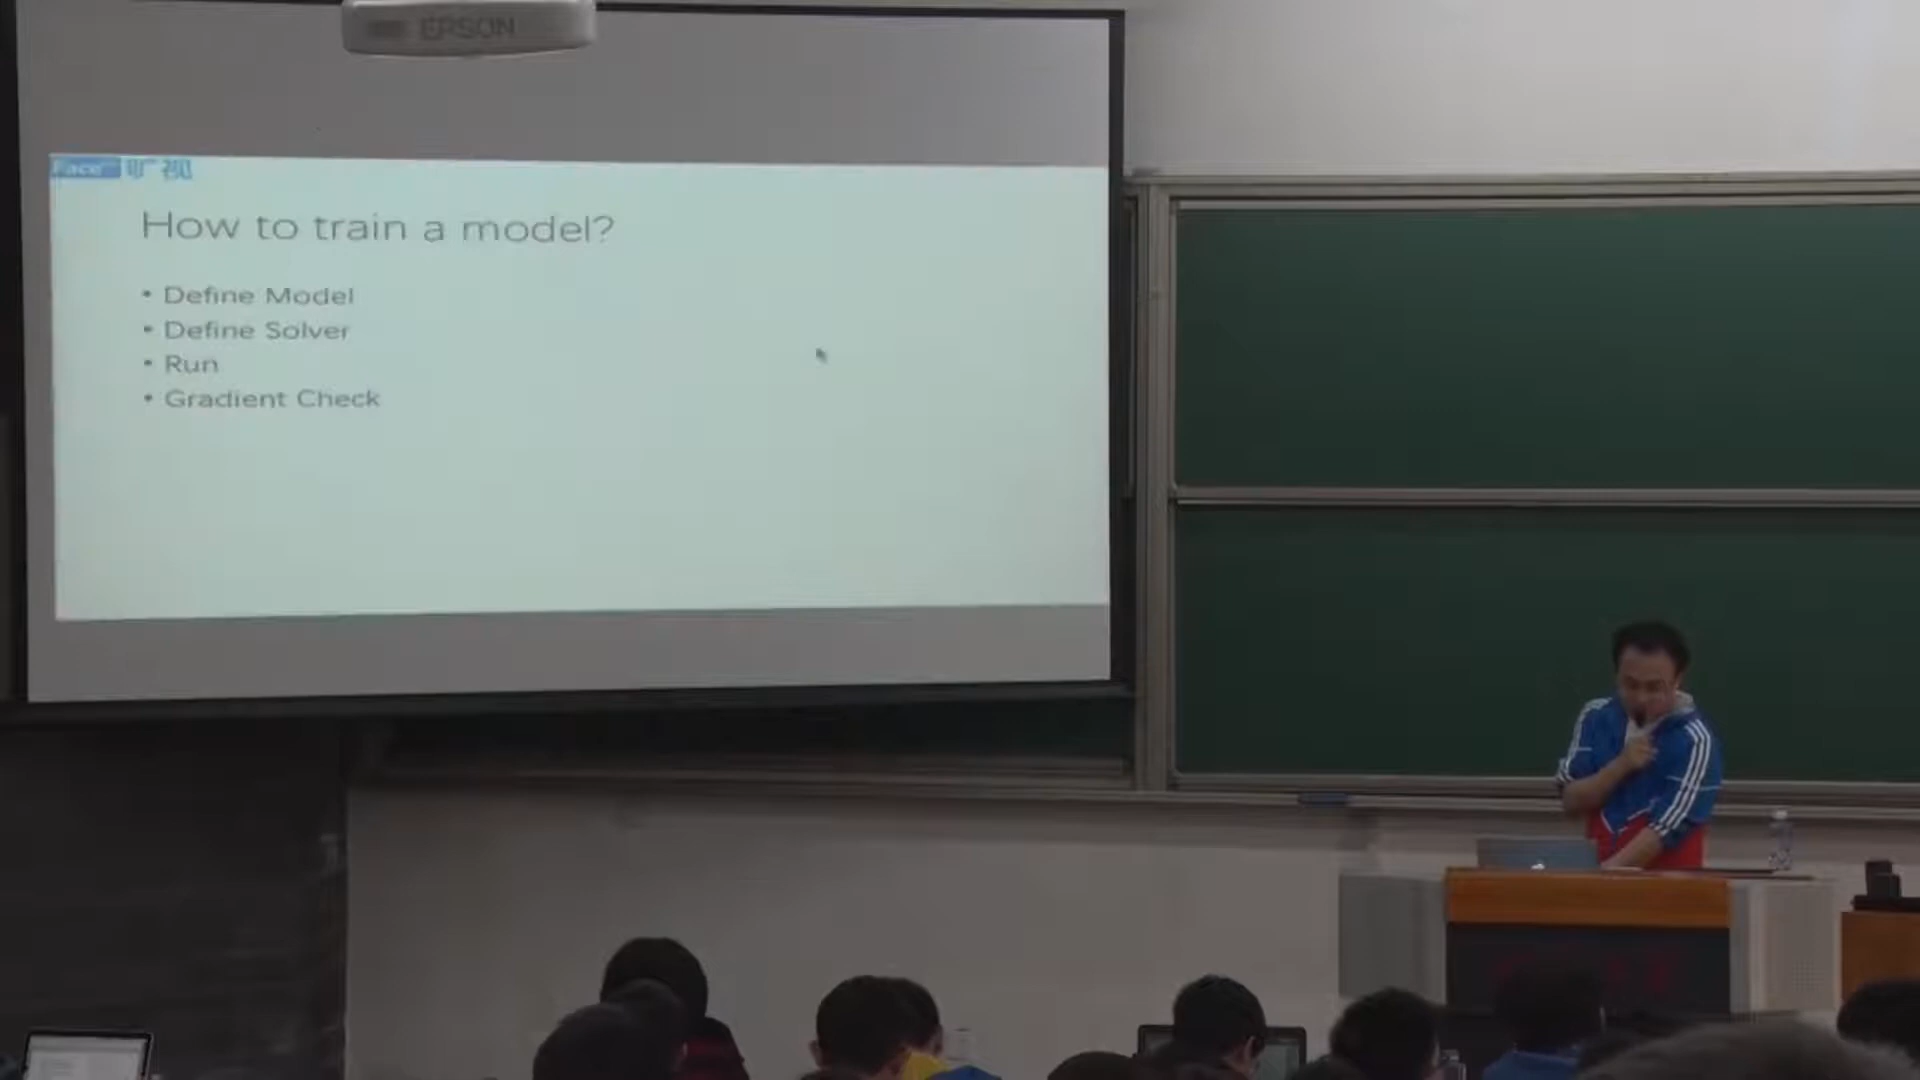 EPSON
Face++ 旷视
How to train a model?
• Define Model
• Define Solver
• Run
• Gradient Check